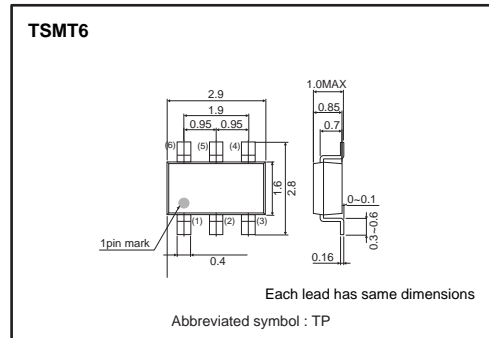 TSMT6
2.9
1.9
0.95 0.95
(6) (5) (4)
1.6
2.8
(1) (2) (3)
1pin mark
0.4
1.0MAX
0.85
0.7
0~0.1
0.3~0.6
0.16
Each lead has same dimensions
Abbreviated symbol : TP